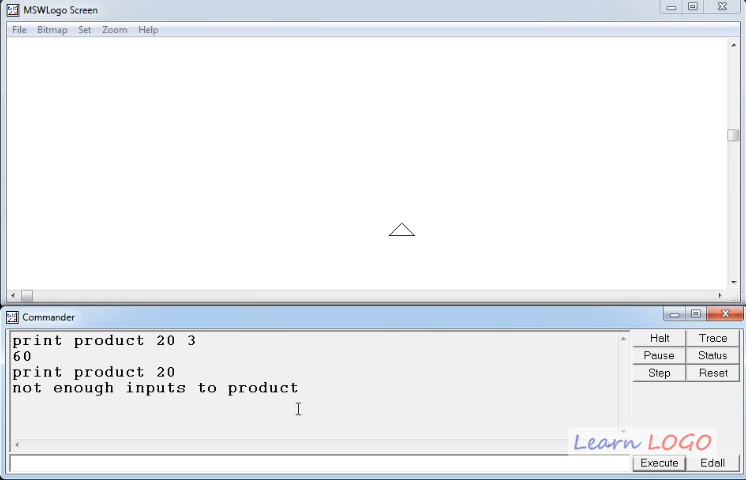 MSWLogo Screen
File Bitmap Set Zoom Help
Commander
print product 20 3
60
print product 20
not enough inputs to product
Halt Trace
Pause Status
Step Reset
Learn LOGO
Execute Edall